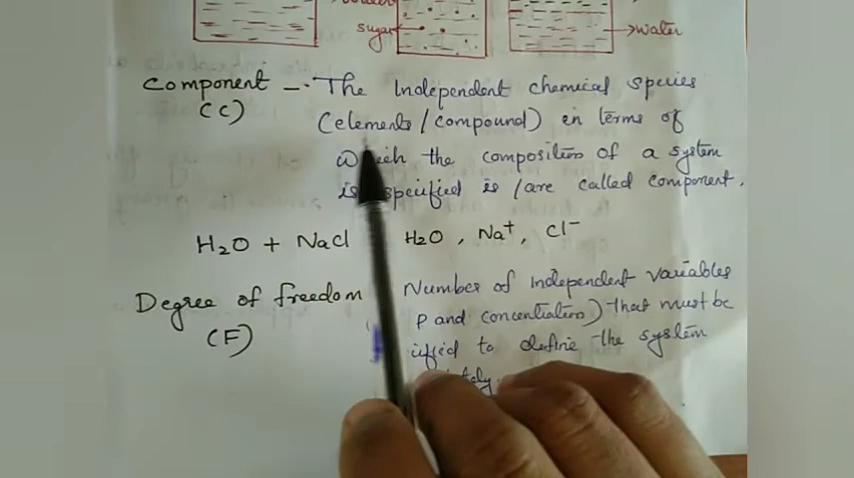 sugar
water
Component – The Independent chemical species
(C) (elements/compound) in terms of
which the composition of a system
is specified is /are called component.
H₂O + NaCl H₂O , Na⁺, Cl⁻
Degree of freedom Number of independent variables
(F) P and concentration) that must be
to define the system